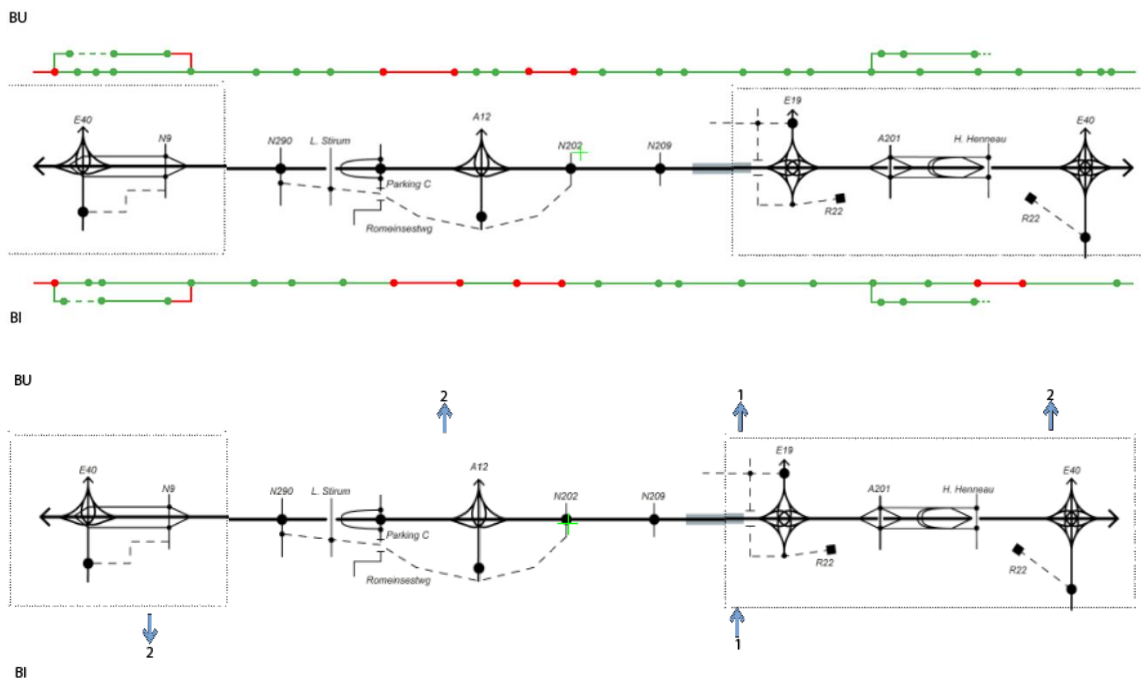 BU
E40
N9
N290
L. Stirum
A12
N202
N209
E19
A201
H. Henneau
E40
Parking C
Romeinsestwg
R22
R22
BI
BU
2
1
2
E40
N9
N290
L. Stirum
A12
N202
N209
E19
A201
H. Henneau
E40
Parking C
Romeinsestwg
R22
R22
2
1
BI